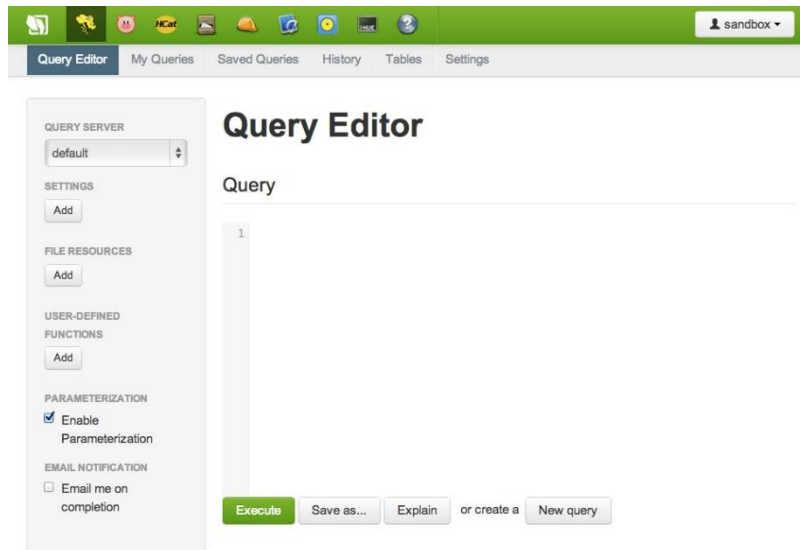 HCat
sandbox
Query Editor My Queries Saved Queries History Tables Settings
QUERY SERVER
default
SETTINGS
Add
FILE RESOURCES
Add
USER-DEFINED
FUNCTIONS
Add
PARAMETERIZATION
Enable
Parameterization
EMAIL NOTIFICATION
Email me on
completion
Query Editor
Query
1
Execute Save as... Explain or create a New query